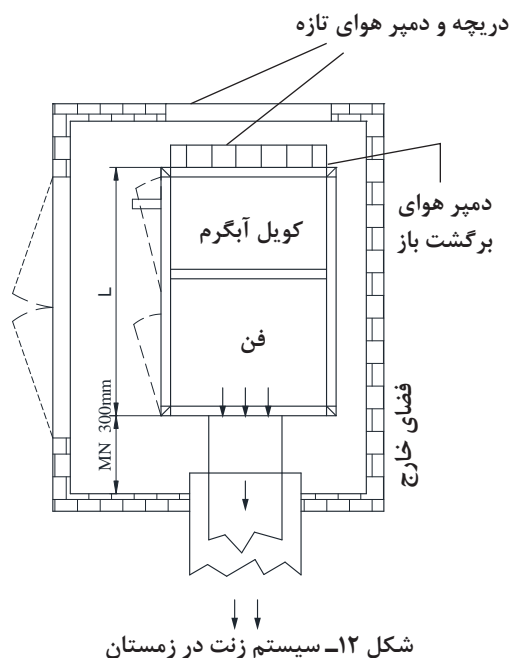 دریچه و دمپر هوای تازه
دمپر هوای
برگشت باز
کویل آبگرم
فن
L
MN 300mm
فضای خارج
شکل ۱۲ــ سیستم زنت در زمستان